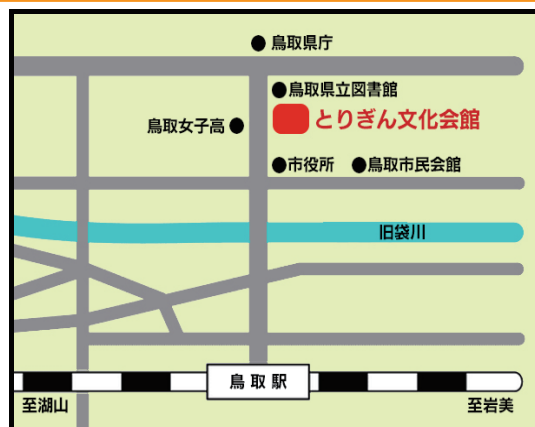 鳥取県庁
鳥取県立図書館
とりぎん文化会館
鳥取女子高
市役所
鳥取市民会館
旧袋川
鳥取駅
至湖山
至岩美